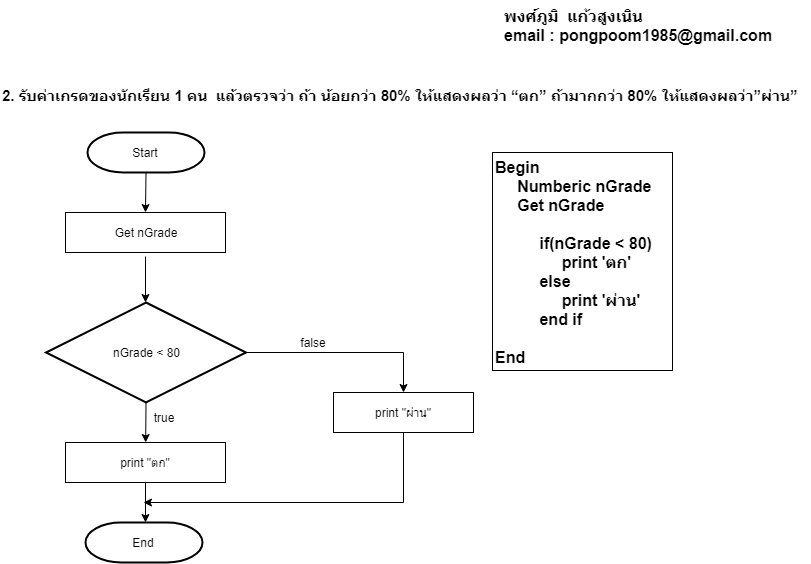 พงศ์ภูมิ แก้วสูงเนิน
email : pongpoom1985@gmail.com
2. รับค่าเกรดของนักเรียน 1 คน แล้วตรวจว่า ถ้า น้อยกว่า 80% ให้แสดงผลว่า “ตก” ถ้ามากกว่า 80% ให้แสดงผลว่า”ผ่าน”
Start
Get nGrade
nGrade < 80
false
true
print "ผ่าน"
print "ตก"
End
Begin
Numberic nGrade
Get nGrade
if(nGrade < 80)
print 'ตก'
else
print 'ผ่าน'
end if
End